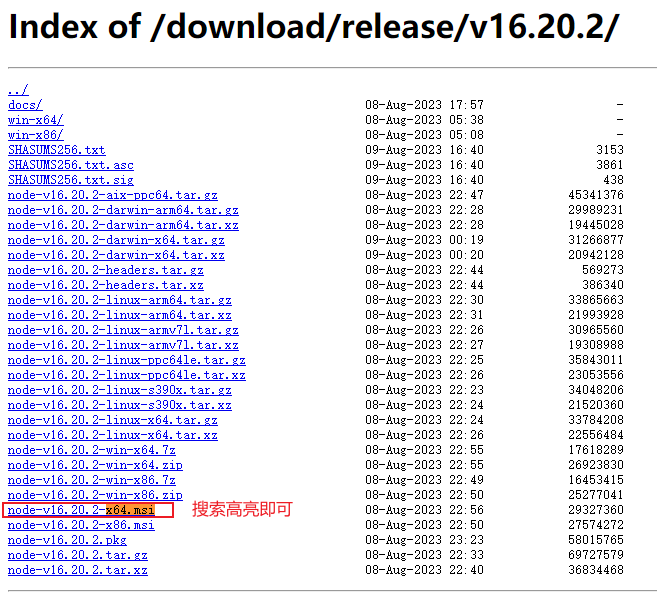 Index of /download/release/v16.20.2/
../
docs/ 08-Aug-2023 17:57 -
win-x64/ 08-Aug-2023 05:38 -
win-x86/ 08-Aug-2023 05:08 -
SHASUMS256.txt 09-Aug-2023 16:40 3153
SHASUMS256.txt.asc 09-Aug-2023 16:40 3861
SHASUMS256.txt.sig 09-Aug-2023 16:40 438
node-v16.20.2-aix-ppc64.tar.gz 08-Aug-2023 22:47 45341376
node-v16.20.2-darwin-arm64.tar.gz 08-Aug-2023 22:28 29989231
node-v16.20.2-darwin-arm64.tar.xz 08-Aug-2023 22:28 19445028
node-v16.20.2-darwin-x64.tar.gz 09-Aug-2023 00:19 31266877
node-v16.20.2-darwin-x64.tar.xz 09-Aug-2023 00:20 20942128
node-v16.20.2-headers.tar.gz 08-Aug-2023 22:44 569273
node-v16.20.2-headers.tar.xz 08-Aug-2023 22:44 386340
node-v16.20.2-linux-arm64.tar.gz 08-Aug-2023 22:30 33865663
node-v16.20.2-linux-arm64.tar.xz 08-Aug-2023 22:31 21993928
node-v16.20.2-linux-armv7l.tar.gz 08-Aug-2023 22:26 30965560
node-v16.20.2-linux-armv7l.tar.xz 08-Aug-2023 22:27 19308988
node-v16.20.2-linux-ppc64le.tar.gz 08-Aug-2023 22:25 35843011
node-v16.20.2-linux-ppc64le.tar.xz 08-Aug-2023 22:26 23053556
node-v16.20.2-linux-s390x.tar.gz 08-Aug-2023 22:23 34048206
node-v16.20.2-linux-s390x.tar.xz 08-Aug-2023 22:24 21520360
node-v16.20.2-linux-x64.tar.gz 08-Aug-2023 22:24 33784208
node-v16.20.2-linux-x64.tar.xz 08-Aug-2023 22:26 22556484
node-v16.20.2-win-x64.7z 08-Aug-2023 22:55 17618289
node-v16.20.2-win-x64.zip 08-Aug-2023 22:55 26923830
node-v16.20.2-win-x86.7z 08-Aug-2023 22:49 16453415
node-v16.20.2-win-x86.zip 08-Aug-2023 22:50 25277041
node-v16.20.2-x64.msi 搜索高亮即可 08-Aug-2023 22:56 29327360
node-v16.20.2-x86.msi 08-Aug-2023 22:50 27574272
node-v16.20.2.pkg 08-Aug-2023 23:23 58015765
node-v16.20.2.tar.gz 08-Aug-2023 22:33 69727579
node-v16.20.2.tar.xz 08-Aug-2023 22:40 36834468